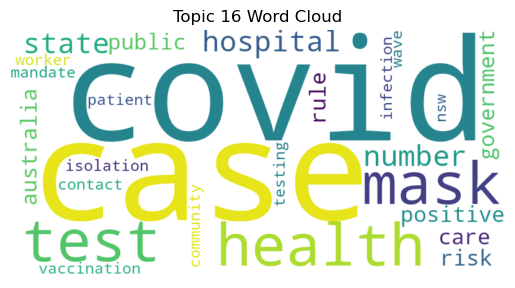 Topic 16 Word Cloud
state
public
hospital
worker
mandate
covid
patient
rule
infection
wave
nsw
government
australia
case
isolation
contact
testing
number
mask
positive
test
community
health
care
risk
vaccination